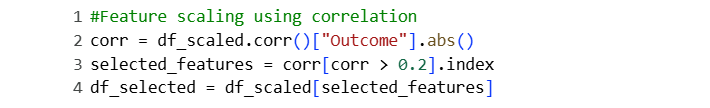 1 #Feature scaling using correlation
2 corr = df_scaled.corr()["Outcome"].abs()
3 selected_features = corr[corr > 0.2].index
4 df_selected = df_scaled[selected_features]